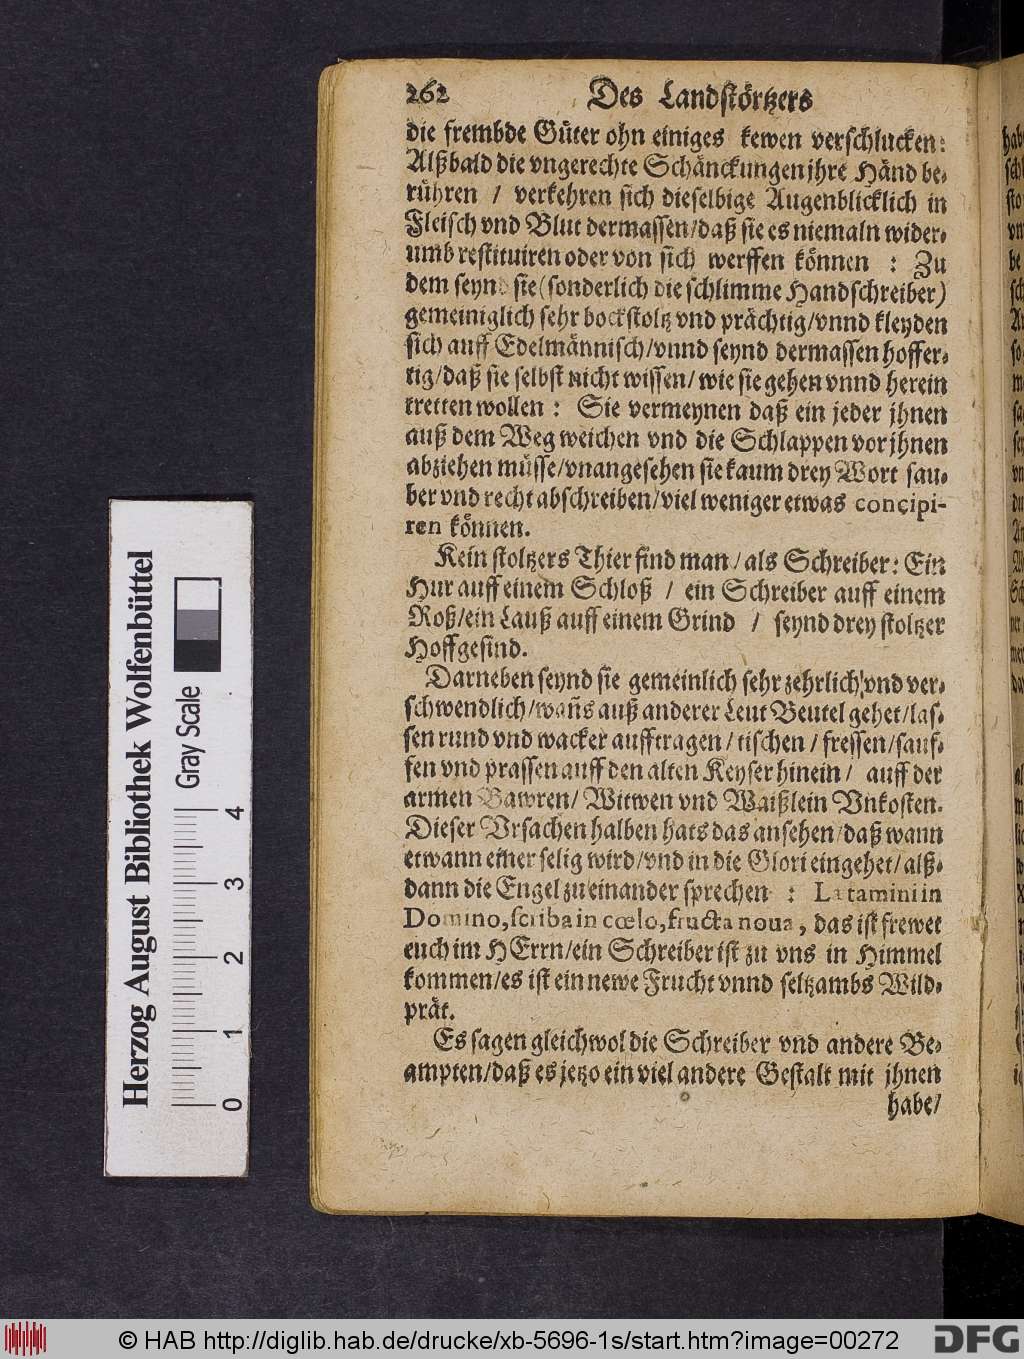 262 Des Landstörtzers
die frembde Güter ohn einiges kewen verschlucken:
Alßbald die vngerechte Schänckungen jhre Händ be-
rühren / verkehren sich dieselbige Augenblicklich in
Fleisch vnd Blut dermassen/daß sie es niemaln wider-
umb restituiren oder von sich werffen können : Zu
dem seynd sie (sonderlich die schlimme Handschreiber)
gemeiniglich sehr bockstoltz vnd prächtig/vnnd kleyden
sich auff Edelmännisch/vnnd seynd dermassen hoffer-
tig/daß sie selbst nicht wissen/ wie sie gehen vnnd herein
tretten wollen : Sie vermeynen daß ein jeder jhnen
auß dem Weg weichen vnd die Schlappen vor jhnen
abziehen müsse/vnangesehen sie kaum drey Wort sau-
ber vnd recht abschreiben/viel weniger etwas concipi-
ren können.
Kein stoltzers Thier find man/als Schreiber: Ein
Hur auff einem Schloß / ein Schreiber auff einem
Roß/ein Lauß auff einem Grind / seynd drey stoltzer
Hoffgesind.
Darneben seynd sie gemeinlich sehr zehrlich/vnd ver-
schwendlich/wañs auß anderer Leut Beutel gehet/las-
sen rund vnd wacker aufftragen/tischen/fressen/sauf-
fen vnd prassen auff den alten Keyser hinein/ auff der
armen Bawren/ Witwen vnd Waißlein Vnkosten.
Dieser Vrsachen halben hats das ansehen/daß wann
etwann einer selig wird/vnd in die Glori eingehet/alß-
dann die Engel zu einander sprechen : Lætamini in
Domino, scriba in cœlo, fructa noua, das ist frewet
euch im HErrn/ein Schreiber ist zu vns in Himmel
kommen/es ist ein newe Frucht vnnd seltzambs Wild-
prät.
Es sagen gleichwol die Schreiber vnd andere Be-
ampten/daß es jetzo ein viel andere Gestalt mit jhnen
habe/
Herzog August Bibliothek Wolfenbüttel
Gray Scale
0 1 2 3 4
© HAB http://diglib.hab.de/drucke/xb-5696-1s/start.htm?image=00272
DFG